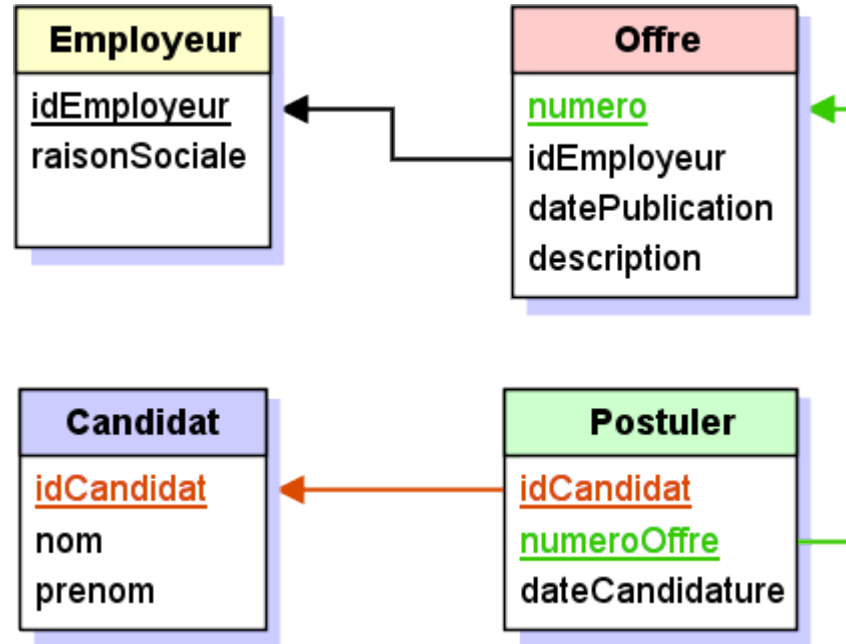 Employeur
idEmployeur
raisonSociale
Offre
numero
idEmployeur
datePublication
description
Candidat
idCandidat
nom
prenom
Postuler
idCandidat
numeroOffre
dateCandidature